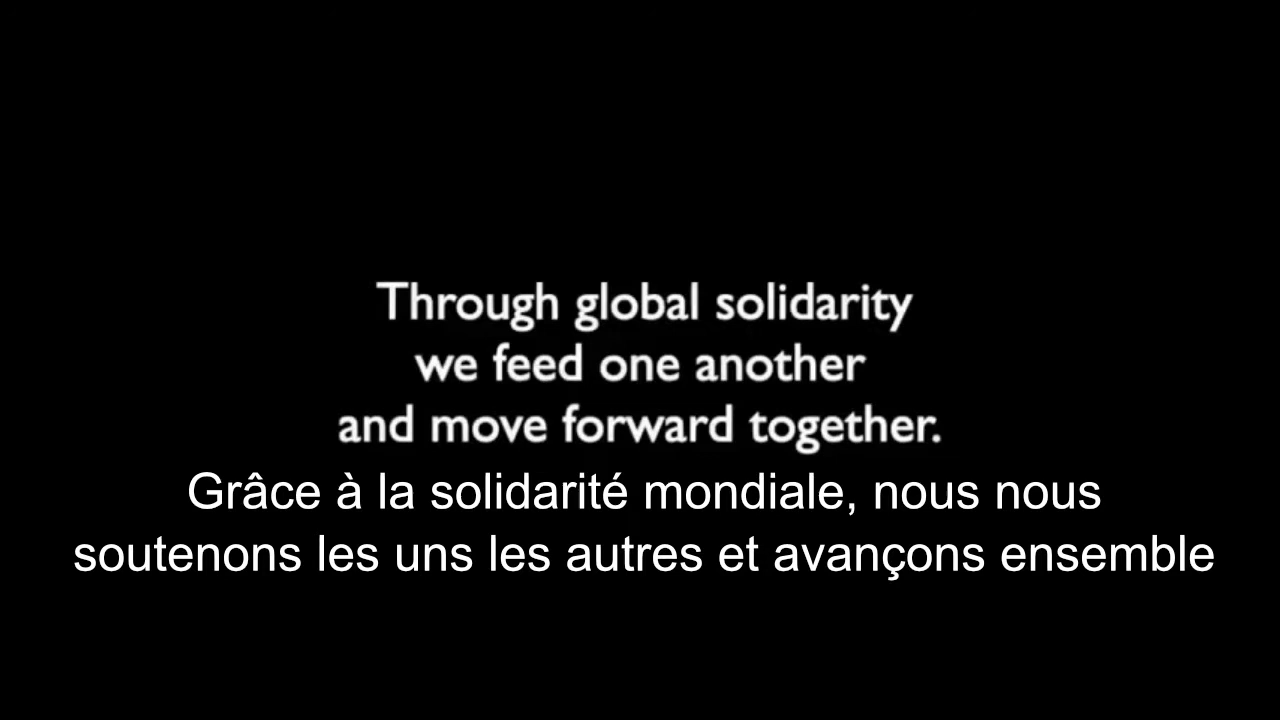 Through global solidarity
we feed one another
and move forward together.
Grâce à la solidarité mondiale, nous nous
soutenons les uns les autres et avançons ensemble